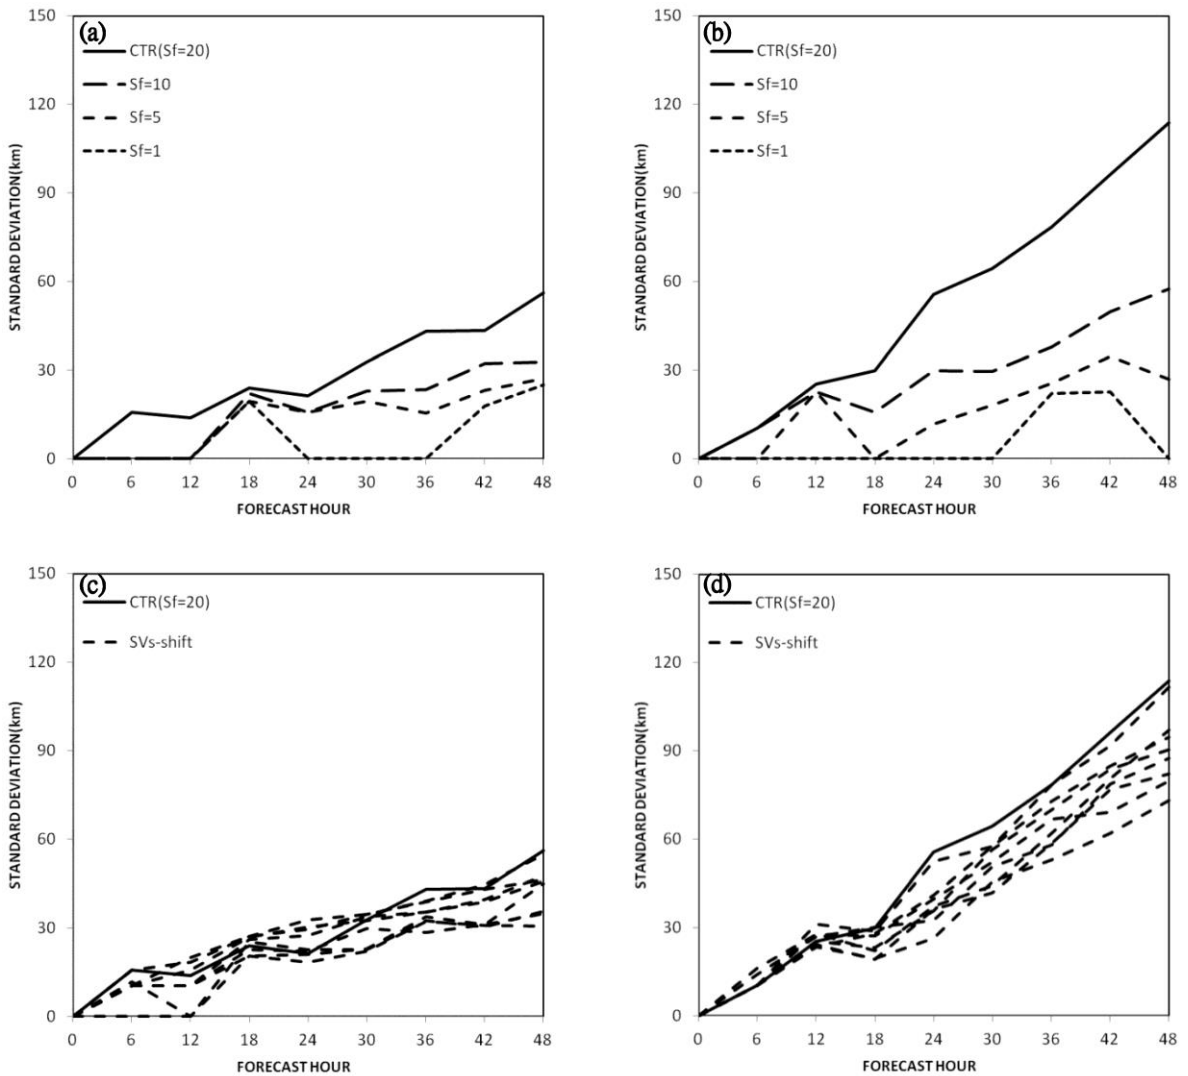 (a)
CTR(Sf=20)
Sf=10
Sf=5
Sf=1
150
120
90
60
30
0
STANDARD DEVIATION(km)
0 6 12 18 24 30 36 42 48
FORECAST HOUR
(b)
CTR(Sf=20)
Sf=10
Sf=5
Sf=1
150
120
90
60
30
0
STANDARD DEVIATION(km)
0 6 12 18 24 30 36 42 48
FORECAST HOUR
(c)
CTR(Sf=20)
SVs-shift
150
120
90
60
30
0
STANDARD DEVIATION(km)
0 6 12 18 24 30 36 42 48
FORECAST HOUR
(d)
CTR(Sf=20)
SVs-shift
150
120
90
60
30
0
STANDARD DEVIATION(km)
0 6 12 18 24 30 36 42 48
FORECAST HOUR